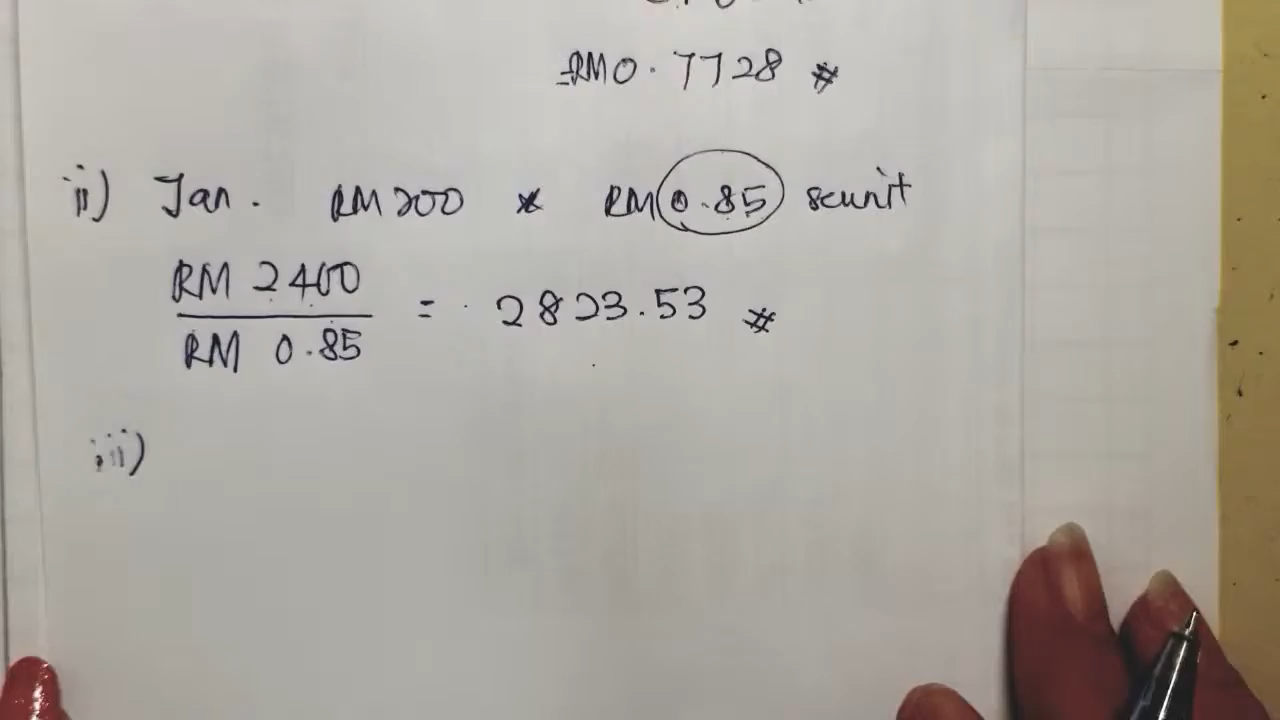 =RM0.7728 #
ii) Jan. RM200 * RM0.85 seunit
RM 2400
= 2823.53 #
RM 0.85
iii)